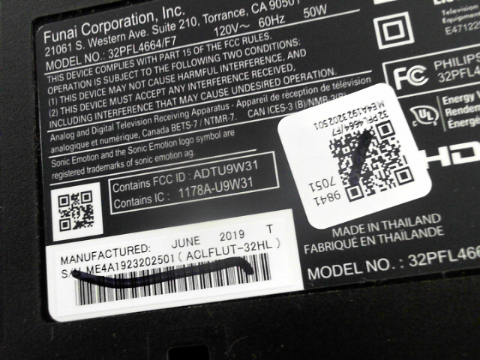 Funai Corporation, Inc.
21061 S. Western Ave. Suite 210, Torrance, CA 90501
MODEL NO.: 32PFL4664/F7 120V~ 60Hz 50W
THIS DEVICE COMPLIES WITH PART 15 OF THE FCC RULES.
OPERATION IS SUBJECT TO THE FOLLOWING TWO CONDITIONS:
(1) THIS DEVICE MAY NOT CAUSE HARMFUL INTERFERENCE, AND
(2) THIS DEVICE MUST ACCEPT ANY INTERFERENCE RECEIVED,
INCLUDING INTERFERENCE THAT MAY CAUSE UNDESIRED OPERATION.
Analog and Digital Television Receiving Apparatus - Appareil de réception de télévision
analogique et numérique, Canada BETS-7 / NTMR-7. CAN ICES-3 (B)/NMB-3(B)
Sonic Emotion and the Sonic Emotion logo symbol are
registered trademarks of sonic emotion ag.
Contains FCC ID : ADTU9W31
Contains IC : 1178A-U9W31
MANUFACTURED: JUNE 2019 T
ME4A1923202501 (ACLFLUT-32HL)
32PFL4664/F7
ME4A1923202501
9841
7051
Television
E47122
FC
PHILIPS
32PFL4
UL
Energy
HD
MADE IN THAILAND
FABRIQUÉ EN THAÏLANDE
MODEL NO. : 32PFL466